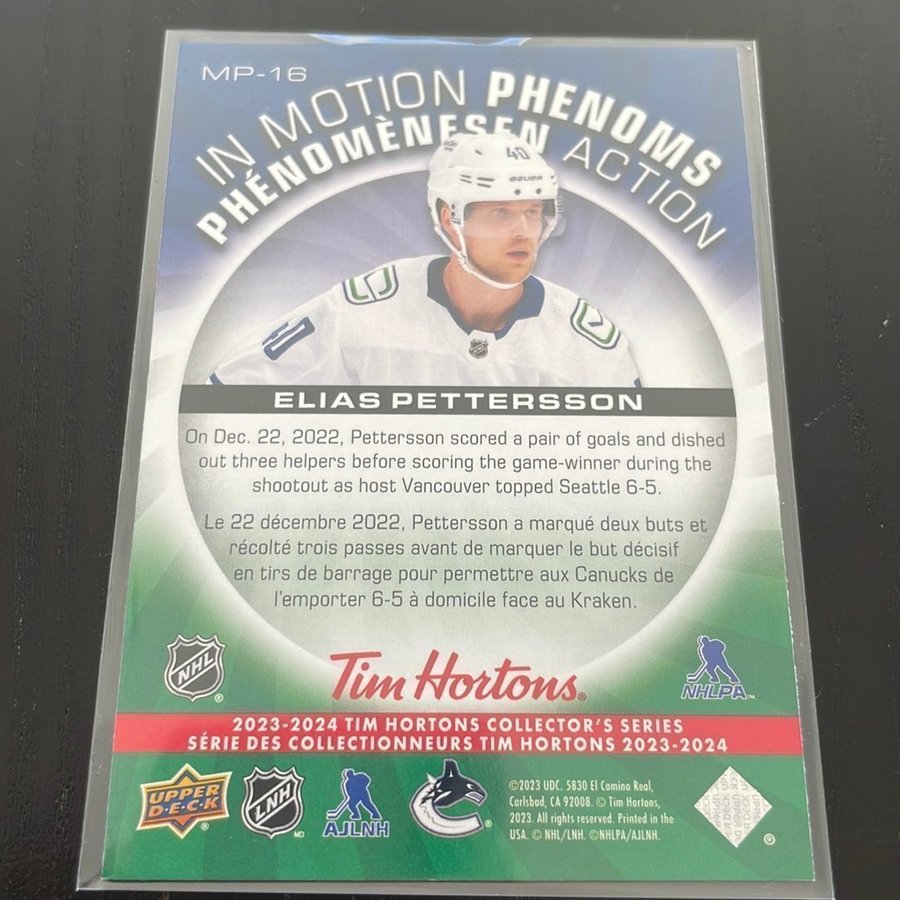 MP-16
IN MOTION PHENOMS
PHÉNOMÈNESEN ACTION
40
BAUER
40
ELIAS PETTERSSON
On Dec. 22, 2022, Pettersson scored a pair of goals and dished
out three helpers before scoring the game-winner during the
shootout as host Vancouver topped Seattle 6-5.
Le 22 décembre 2022, Pettersson a marqué deux buts et
récolté trois passes avant de marquer le but décisif
en tirs de barrage pour permettre aux Canucks de
l'emporter 6-5 à domicile face au Kraken.
NHL
®
Tim Hortons®
NHLPA™
2023-2024 TIM HORTONS COLLECTOR'S SERIES
SÉRIE DES COLLECTIONNEURS TIM HORTONS 2023-2024
UPPER
D·E·C·K
®
LNH
MD
AJLNH
®
©2023 UDC. 5830 El Camino Real,
Carlsbad, CA 92008. © Tim Hortons,
2023. All rights reserved. Printed in the
USA. © NHL/LNH. ©NHLPA/AJLNH.
®